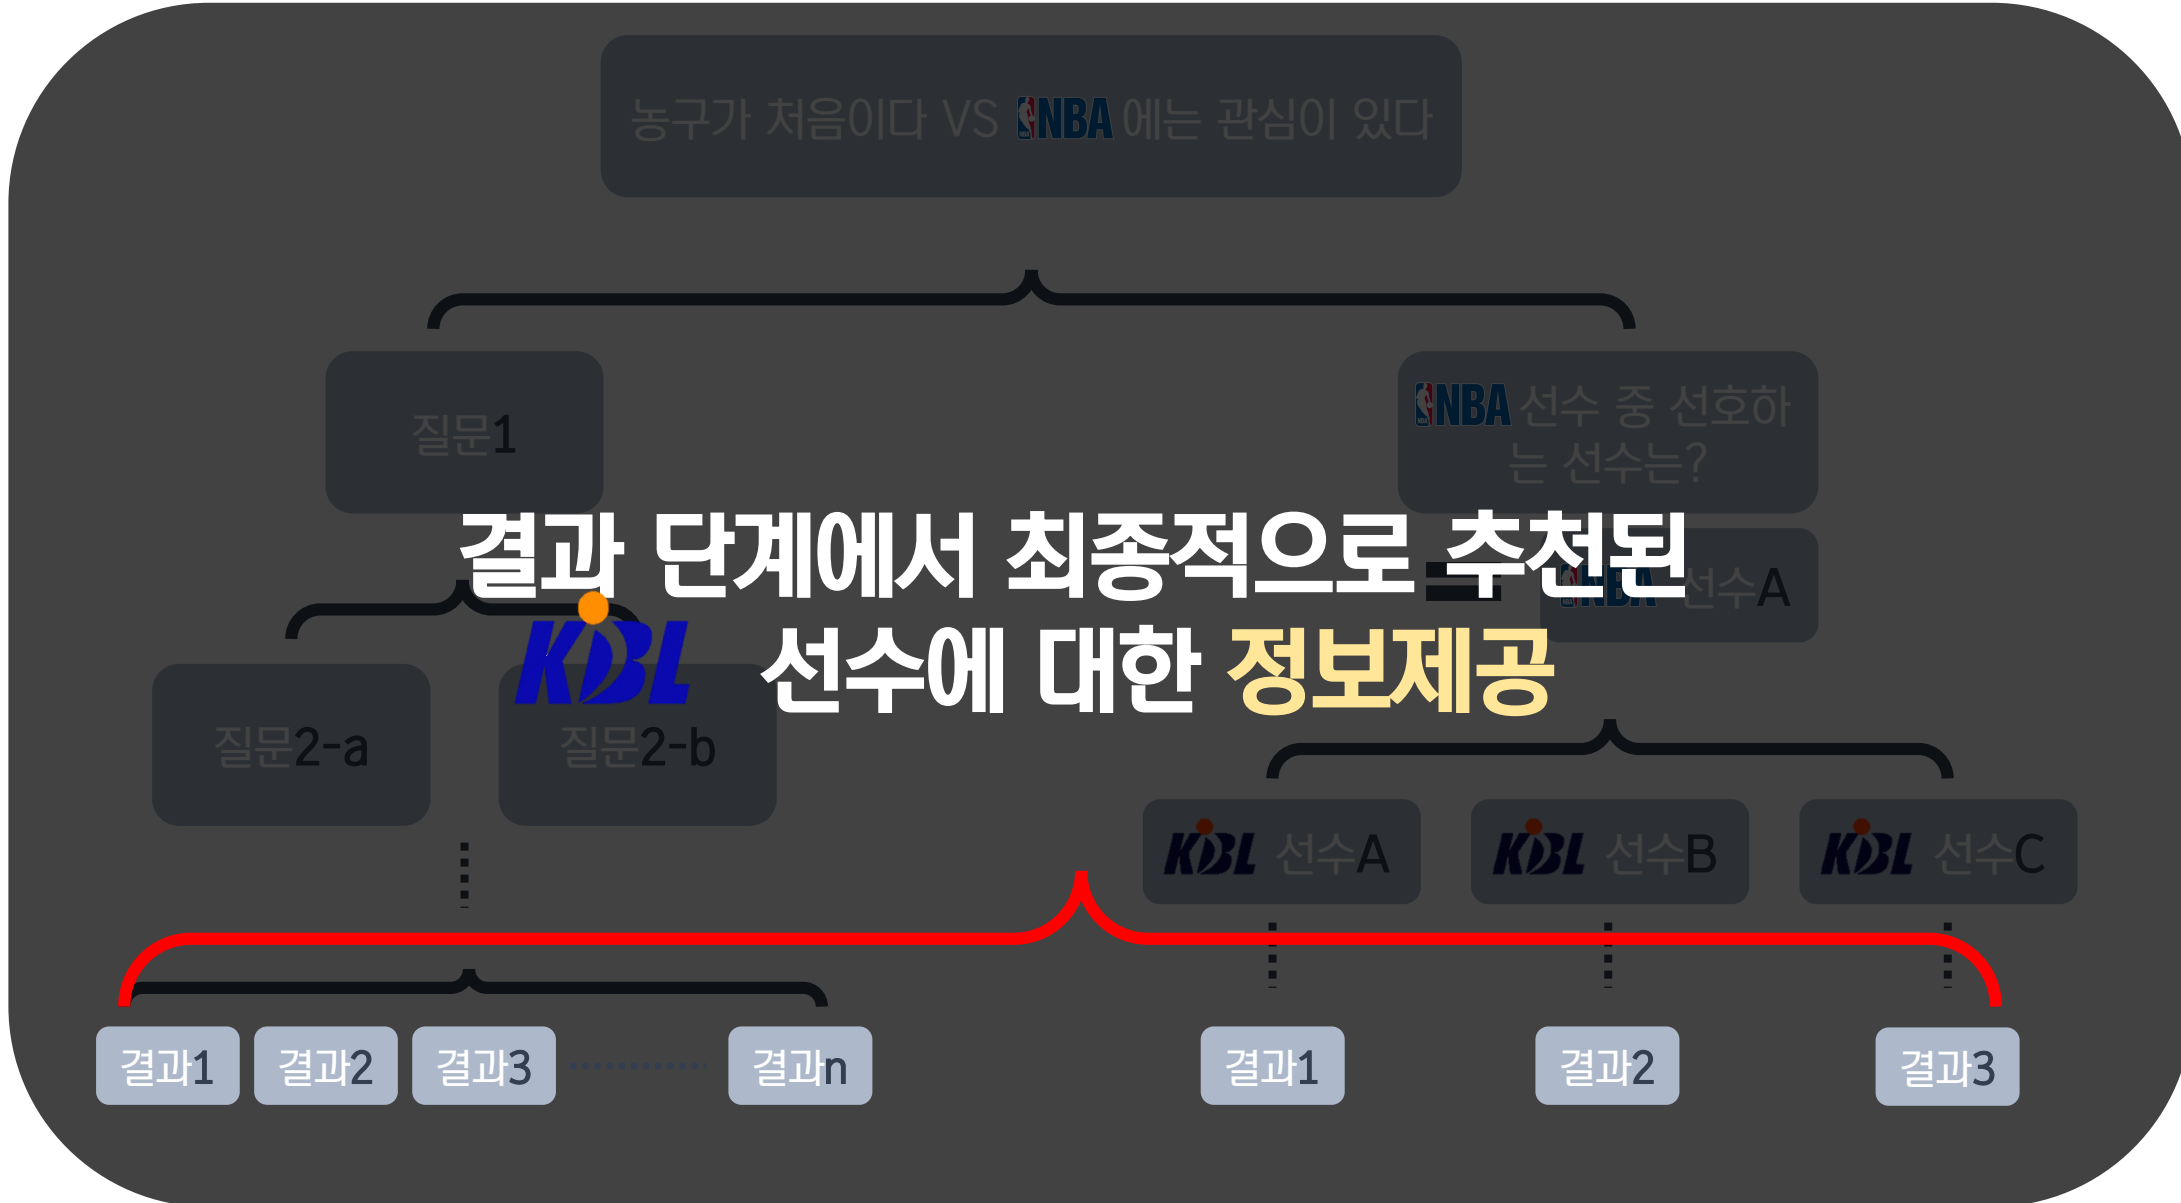 농구가 처음이다 VS NBA 에는 관심이 있다
질문1
NBA 선수 중 선호하
는 선수는?
결과 단계에서 최종적으로 추천된
KBL 선수에 대한 정보제공
= NBA 선수A
질문2-a
질문2-b
KBL 선수A
KBL 선수B
KBL 선수C
결과1
결과2
결과3
결과n
결과1
결과2
결과3